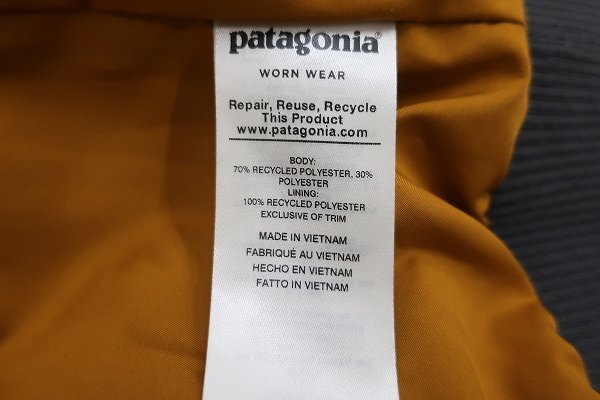 patagonia®
WORN WEAR
Repair, Reuse, Recycle
This Product
www.patagonia.com
BODY:
70% RECYCLED POLYESTER, 30%
POLYESTER
LINING:
100% RECYCLED POLYESTER
EXCLUSIVE OF TRIM
MADE IN VIETNAM
FABRIQUÉ AU VIETNAM
HECHO EN VIETNAM
FATTO IN VIETNAM